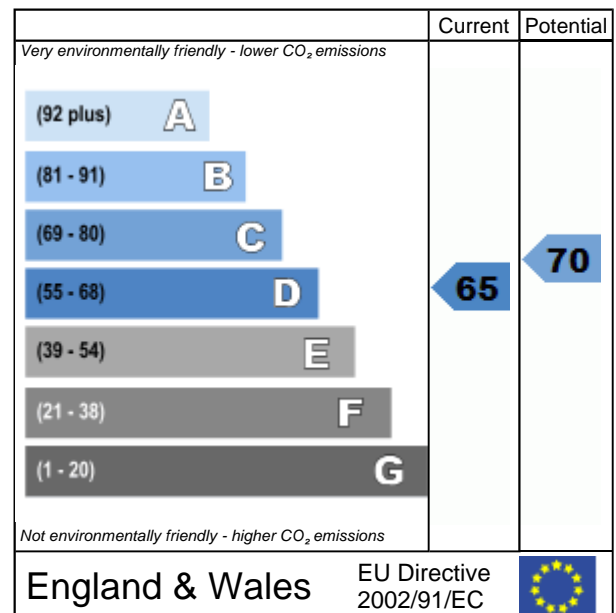 Current Potential
Very environmentally friendly - lower CO₂ emissions
(92 plus) A
(81 - 91) B
(69 - 80) C
(55 - 68) D
(39 - 54) E
(21 - 38) F
(1 - 20) G
65
70
Not environmentally friendly - higher CO₂ emissions
England & Wales
EU Directive
2002/91/EC